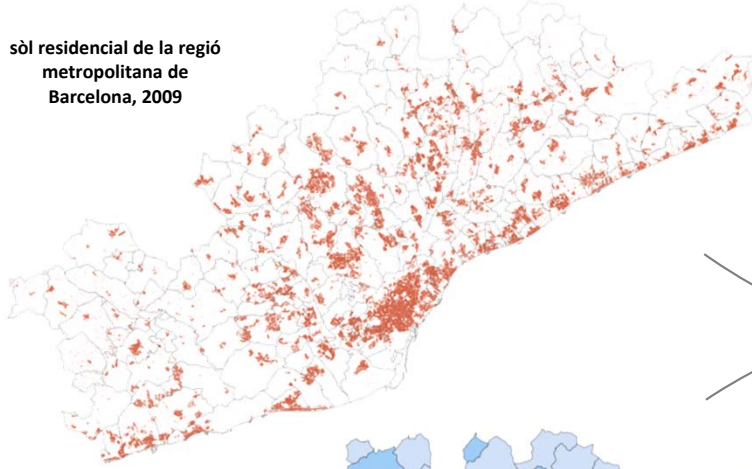 sòl residencial de la regió
metropolitana de
Barcelona, 2009